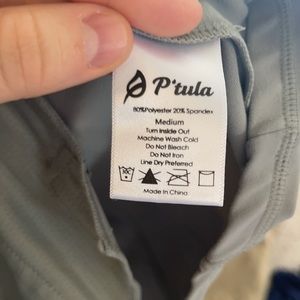 P'tula
80%Polyester 20% Spandex
Medium
Turn Inside Out
Machine Wash Cold
Do Not Bleach
Do Not Iron
Line Dry Preferred
Made In China